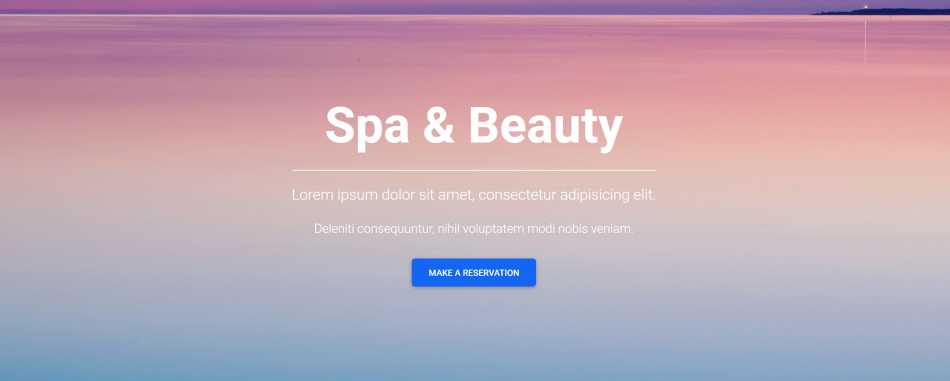 Spa & Beauty
Lorem ipsum dolor sit amet, consectetur adipisicing elit.
Deleniti consequuntur, nihil voluptatem modi nobis veniam.
MAKE A RESERVATION